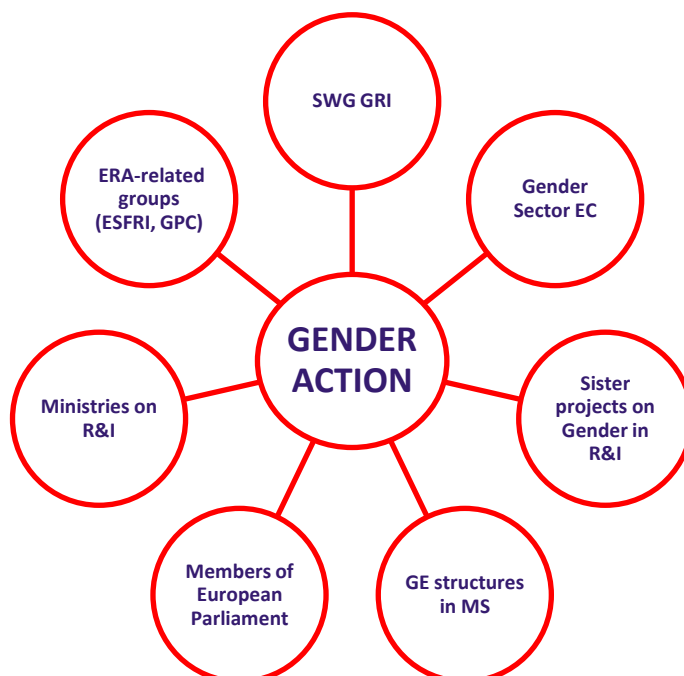 SWG GRI
ERA-related
groups
(ESFRI, GPC)
Gender
Sector EC
GENDER
ACTION
Ministries on
R&I
Sister
projects on
Gender in
R&I
Members of
European
Parliament
GE structures
in MS